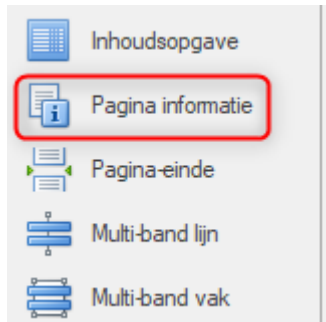 Inhoudsopgave
Pagina informatie
Pagina-einde
Multi-band lijn
Multi-band vak